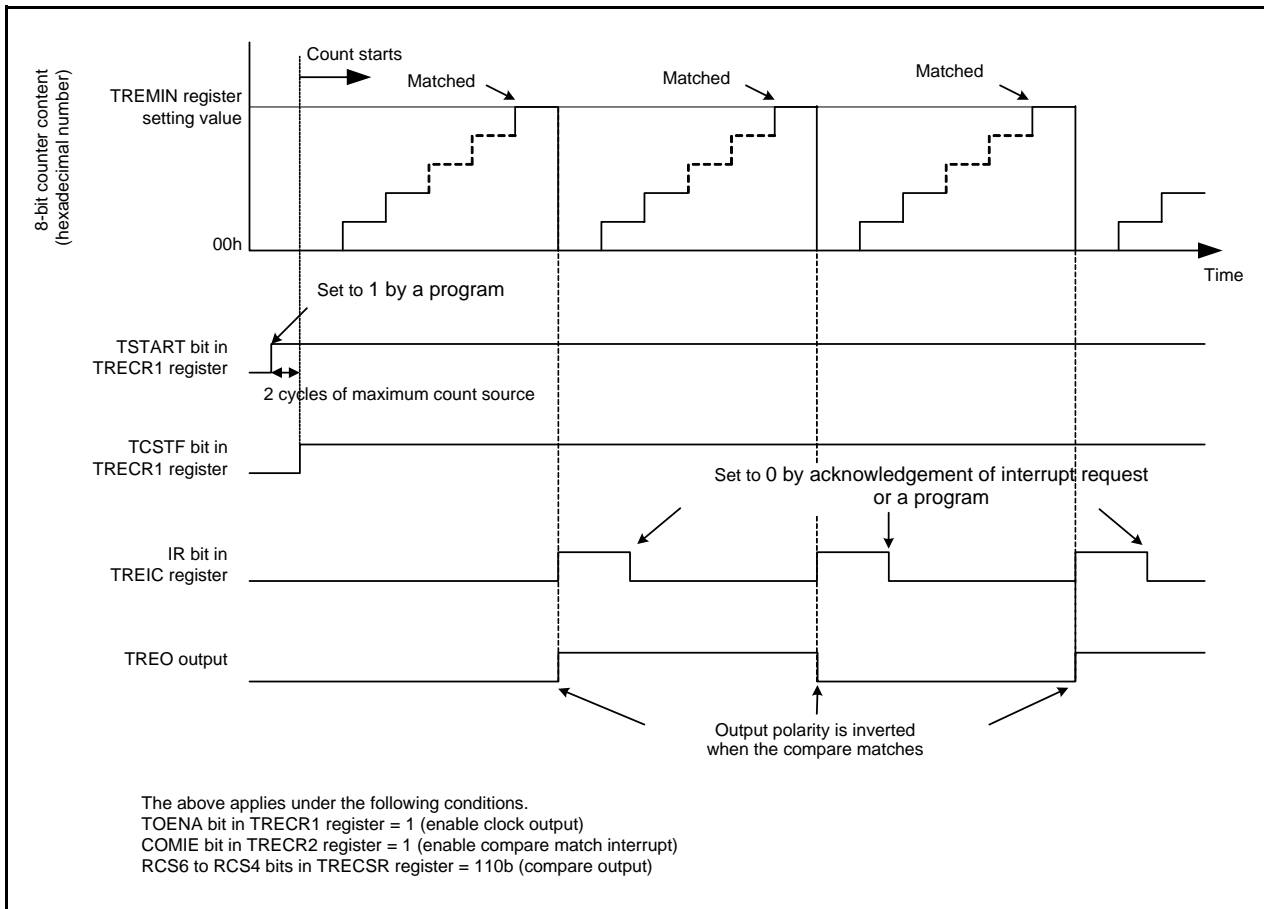 Count starts
Matched
Matched
Matched
TREMIN register
setting value
8-bit counter content
(hexadecimal number)
00h
Time
Set to 1 by a program
TSTART bit in
TRECR1 register
2 cycles of maximum count source
TCSTF bit in
TRECR1 register
Set to 0 by acknowledgement of interrupt request
or a program
IR bit in
TREIC register
TREO output
Output polarity is inverted
when the compare matches
The above applies under the following conditions.
TOENA bit in TRECR1 register = 1 (enable clock output)
COMIE bit in TRECR2 register = 1 (enable compare match interrupt)
RCS6 to RCS4 bits in TRECSR register = 110b (compare output)